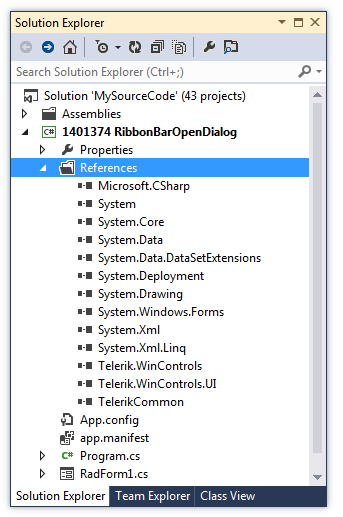 Solution Explorer
Search Solution Explorer (Ctrl+;)
Solution 'MySourceCode' (43 projects)
Assemblies
C# 1401374 RibbonBarOpenDialog
Properties
References
Microsoft.CSharp
System
System.Core
System.Data
System.Data.DataSetExtensions
System.Deployment
System.Drawing
System.Windows.Forms
System.Xml
System.Xml.Linq
Telerik.WinControls
Telerik.WinControls.UI
TelerikCommon
App.config
app.manifest
C# Program.cs
RadForm1.cs
Solution Explorer Team Explorer Class View